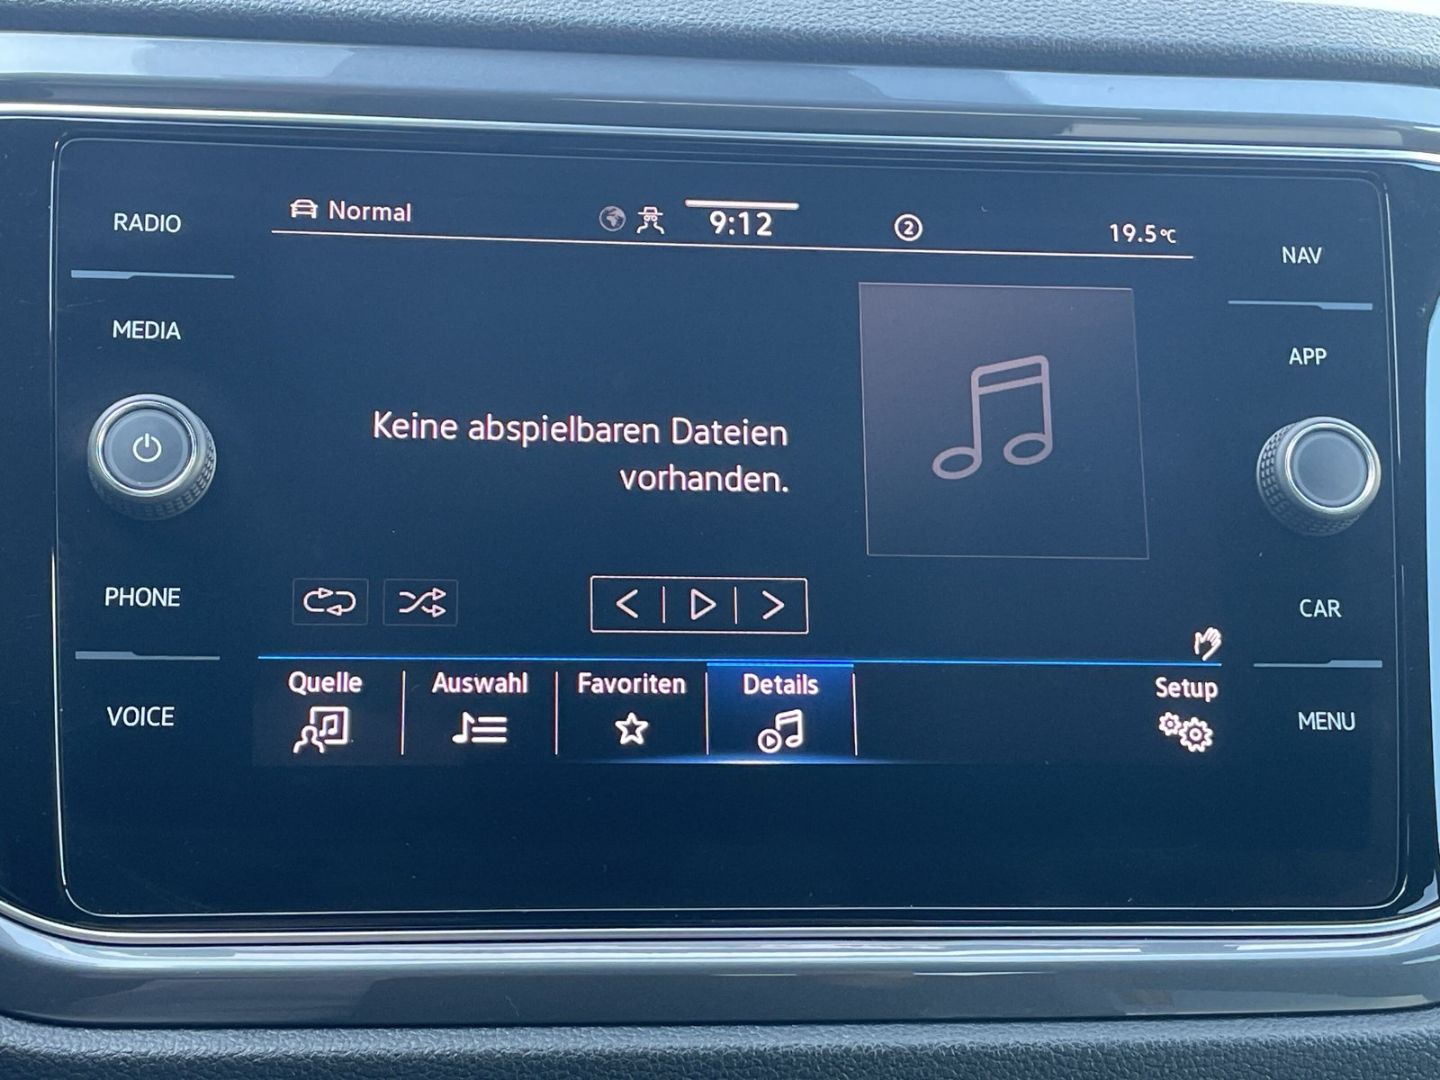 RADIO
MEDIA
PHONE
VOICE
Normal
9:12
2
19.5°C
Keine abspielbaren Dateien
vorhanden.
Quelle
Auswahl
Favoriten
Details
Setup
NAV
APP
CAR
MENU